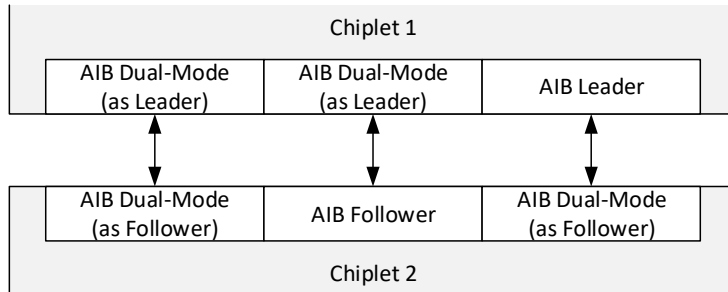 Chiplet 1
AIB Dual-Mode
(as Leader)
AIB Dual-Mode
(as Leader)
AIB Leader
AIB Dual-Mode
(as Follower)
AIB Follower
AIB Dual-Mode
(as Follower)
Chiplet 2